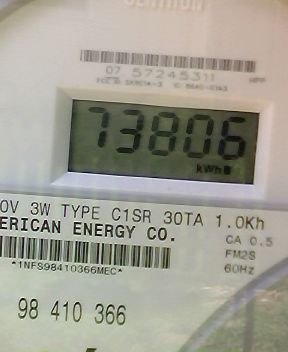 CENTRON
07 57245311
73806
kWh
0V 3W TYPE C1SR 30TA 1.0Kh
ERICAN ENERGY CO.
CA 0.5
FM2S
60Hz
*1NFS98410366MEC*
98 410 366